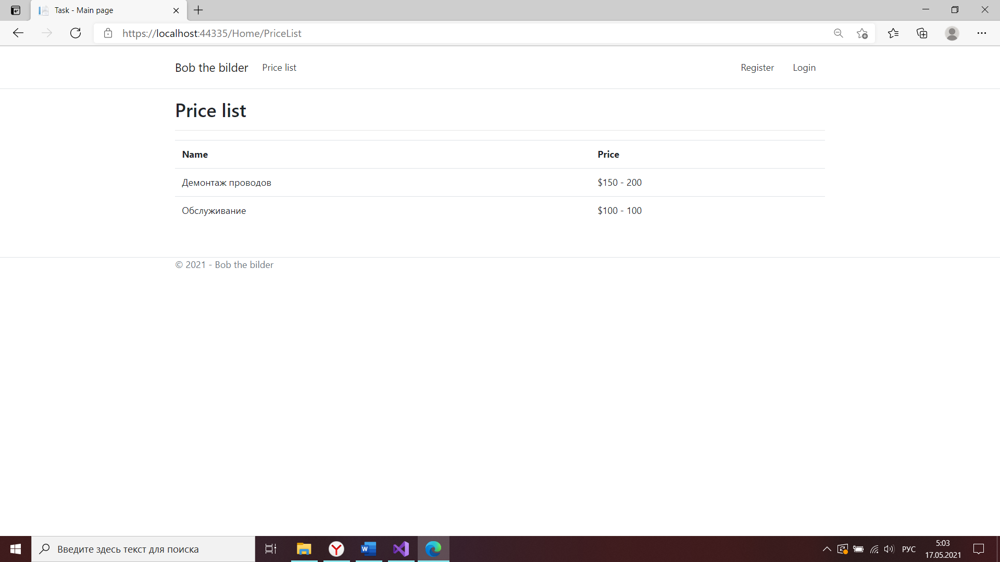 Task - Main page
https://localhost:44335/Home/PriceList
Bob the bilder Price list Register Login
Price list
Name Price
Демонтаж проводов $150 - 200
Обслуживание $100 - 100
© 2021 - Bob the bilder
Введите здесь текст для поиска
РУС
5:03
17.05.2021